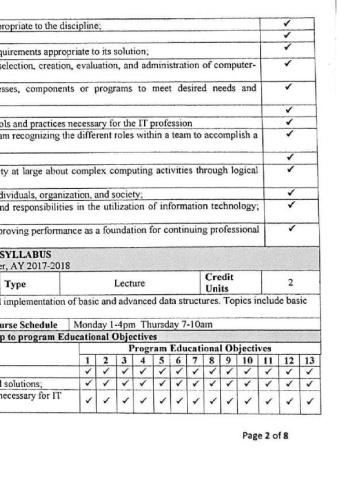 ropriate to the discipline; ✓
✓
quirements appropriate to its solution; ✓
selection, creation, evaluation, and administration of computer- ✓
esses, components or programs to meet desired needs and ✓
✓
ols and practices necessary for the IT profession ✓
am recognizing the different roles within a team to accomplish a ✓
✓
ty at large about complex computing activities through logical ✓
dividuals, organization, and society; ✓
nd responsibilities in the utilization of information technology; ✓
proving performance as a foundation for continuing professional ✓
SYLLABUS
er, AY 2017-2018
Type Lecture Credit Units 2
l implementation of basic and advanced data structures. Topics include basic
urse Schedule Monday 1-4pm Thursday 7-10am
p to program Educational Objectives
Program Educational Objectives
1 2 3 4 5 6 7 8 9 10 11 12 13
✓ ✓ ✓ ✓ ✓ ✓ ✓ ✓ ✓ ✓ ✓ ✓ ✓
l solutions; ✓ ✓ ✓ ✓ ✓ ✓ ✓ ✓ ✓ ✓ ✓ ✓ ✓
necessary for IT ✓ ✓ ✓ ✓ ✓ ✓ ✓ ✓ ✓ ✓ ✓ ✓ ✓
Page 2 of 8